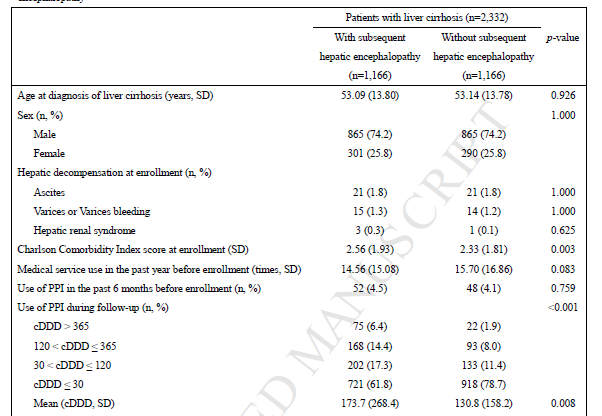 Encephalopathy
Patients with liver cirrhosis (n=2,332)
With subsequent Without subsequent p-value
hepatic encephalopathy hepatic encephalopathy
(n=1,166) (n=1,166)
Age at diagnosis of liver cirrhosis (years, SD) 53.09 (13.80) 53.14 (13.78) 0.926
Sex (n, %) 1.000
Male 865 (74.2) 865 (74.2)
Female 301 (25.8) 290 (25.8)
Hepatic decompensation at enrollment (n, %)
Ascites 21 (1.8) 21 (1.8) 1.000
Varices or Varices bleeding 15 (1.3) 14 (1.2) 1.000
Hepatic renal syndrome 3 (0.3) 1 (0.1) 0.625
Charlson Comorbidity Index score at enrollment (SD) 2.56 (1.93) 2.33 (1.81) 0.003
Medical service use in the past year before enrollment (times, SD) 14.56 (15.08) 15.70 (16.86) 0.083
Use of PPI in the past 6 months before enrollment (n, %) 52 (4.5) 48 (4.1) 0.759
Use of PPI during follow-up (n, %) <0.001
cDDD > 365 75 (6.4) 22 (1.9)
120 < cDDD ≤ 365 168 (14.4) 93 (8.0)
30 < cDDD ≤ 120 202 (17.3) 133 (11.4)
cDDD ≤ 30 721 (61.8) 918 (78.7)
Mean (cDDD, SD) 173.7 (268.4) 130.8 (158.2) 0.008
ED MANUSCRIPT